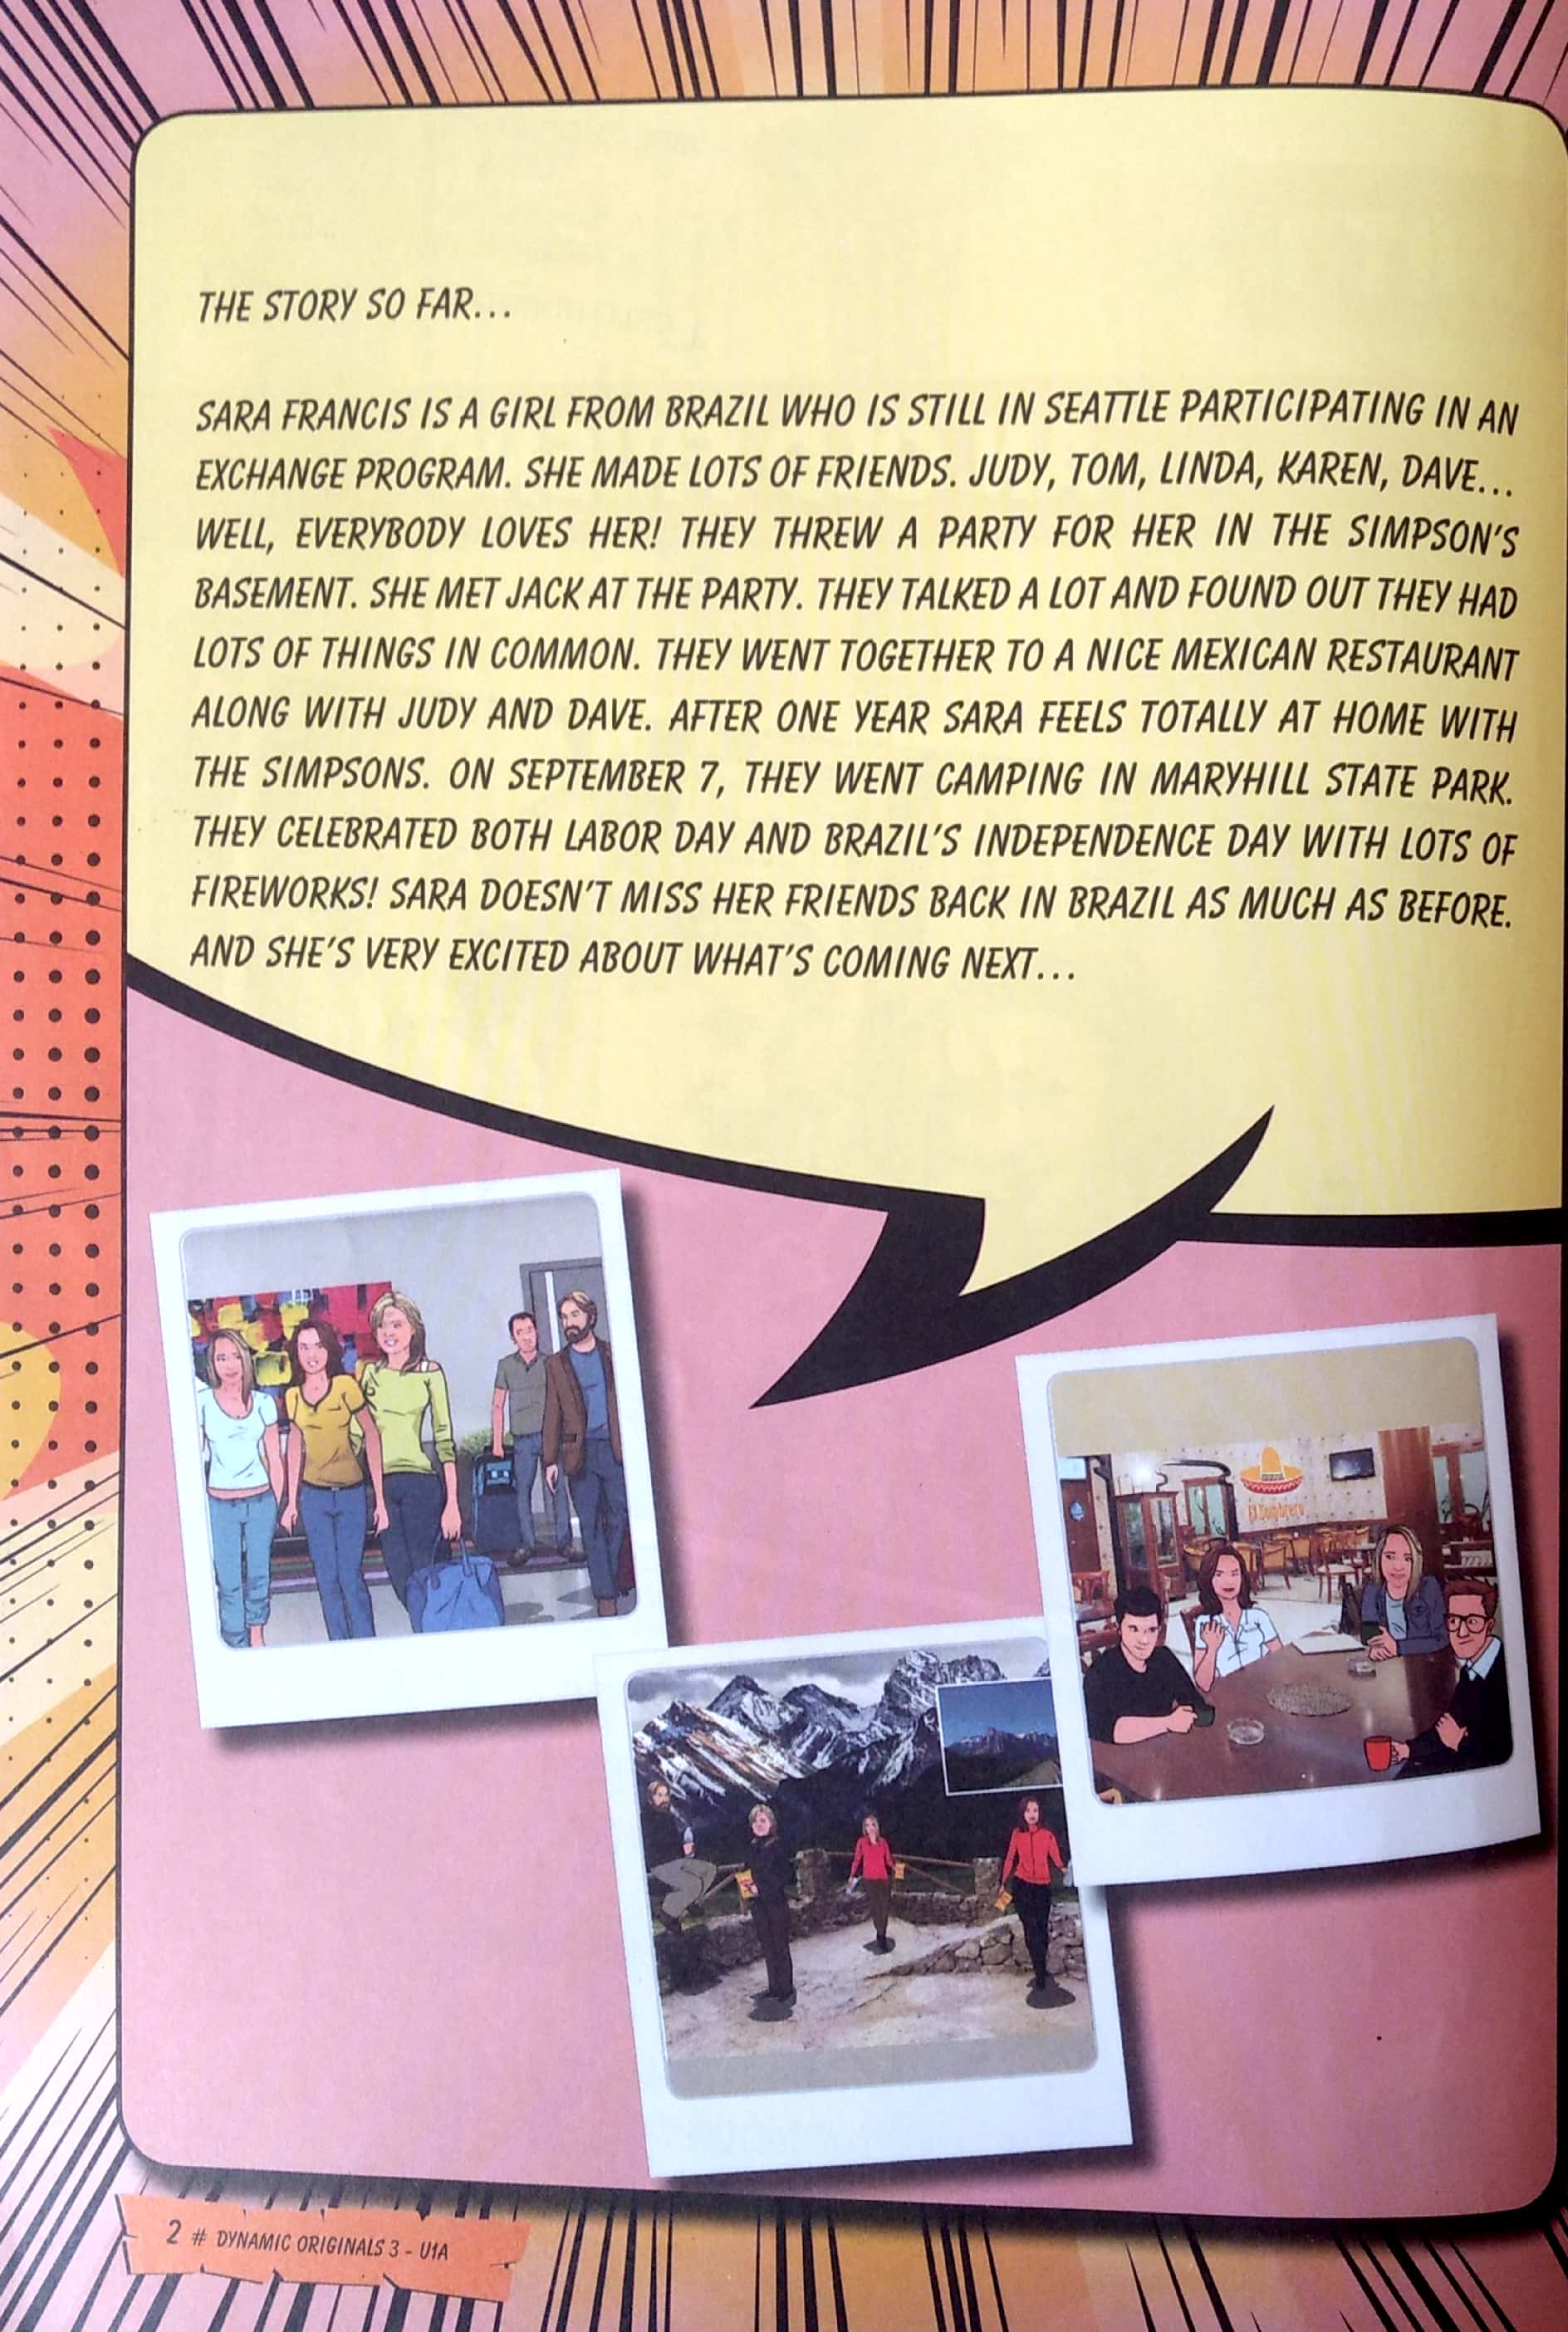 THE STORY SO FAR...
SARA FRANCIS IS A GIRL FROM BRAZIL WHO IS STILL IN SEATTLE PARTICIPATING IN AN
EXCHANGE PROGRAM. SHE MADE LOTS OF FRIENDS. JUDY, TOM, LINDA, KAREN, DAVE...
WELL, EVERYBODY LOVES HER! THEY THREW A PARTY FOR HER IN THE SIMPSON'S
BASEMENT. SHE MET JACK AT THE PARTY. THEY TALKED A LOT AND FOUND OUT THEY HAD
LOTS OF THINGS IN COMMON. THEY WENT TOGETHER TO A NICE MEXICAN RESTAURANT
ALONG WITH JUDY AND DAVE. AFTER ONE YEAR SARA FEELS TOTALLY AT HOME WITH
THE SIMPSONS. ON SEPTEMBER 7, THEY WENT CAMPING IN MARYHILL STATE PARK.
THEY CELEBRATED BOTH LABOR DAY AND BRAZIL'S INDEPENDENCE DAY WITH LOTS OF
FIREWORKS! SARA DOESN'T MISS HER FRIENDS BACK IN BRAZIL AS MUCH AS BEFORE.
AND SHE'S VERY EXCITED ABOUT WHAT'S COMING NEXT...
El Sombrero
2 # DYNAMIC ORIGINALS 3 - U1A